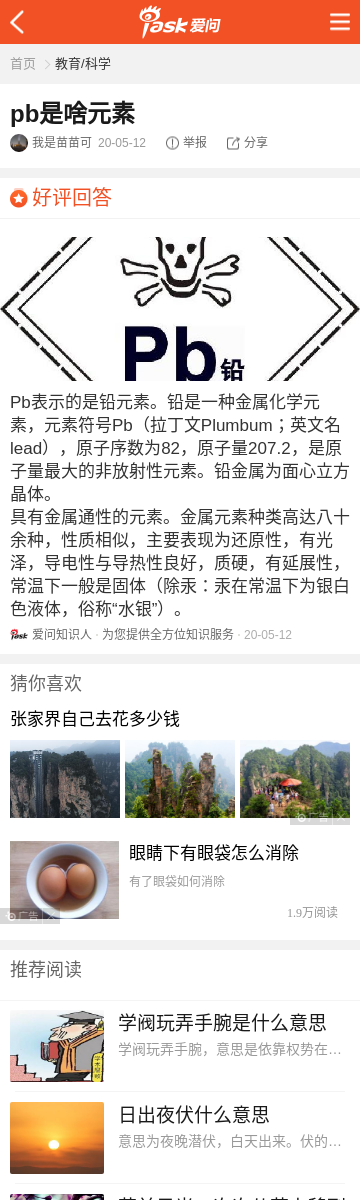 iask爱问
首页 > 教育/科学
pb是啥元素
我是苗苗可 20-05-12 举报 分享
好评回答
Pb铅
Pb表示的是铅元素。铅是一种金属化学元
素，元素符号Pb（拉丁文Plumbum；英文名
lead），原子序数为82，原子量207.2，是原
子量最大的非放射性元素。铅金属为面心立方
晶体。
具有金属通性的元素。金属元素种类高达八十
余种，性质相似，主要表现为还原性，有光
泽，导电性与导热性良好，质硬，有延展性，
常温下一般是固体（除汞：汞在常温下为银白
色液体，俗称“水银”）。
iask 爱问知识人 · 为您提供全方位知识服务 · 20-05-12
猜你喜欢
张家界自己去花多少钱
广告
眼睛下有眼袋怎么消除
有了眼袋如何消除
1.9万阅读
广告
推荐阅读
学阀玩弄手腕是什么意思
学阀玩弄手腕，意思是依靠权势在…
日出夜伏什么意思
意思为夜晚潜伏，白天出来。伏的…